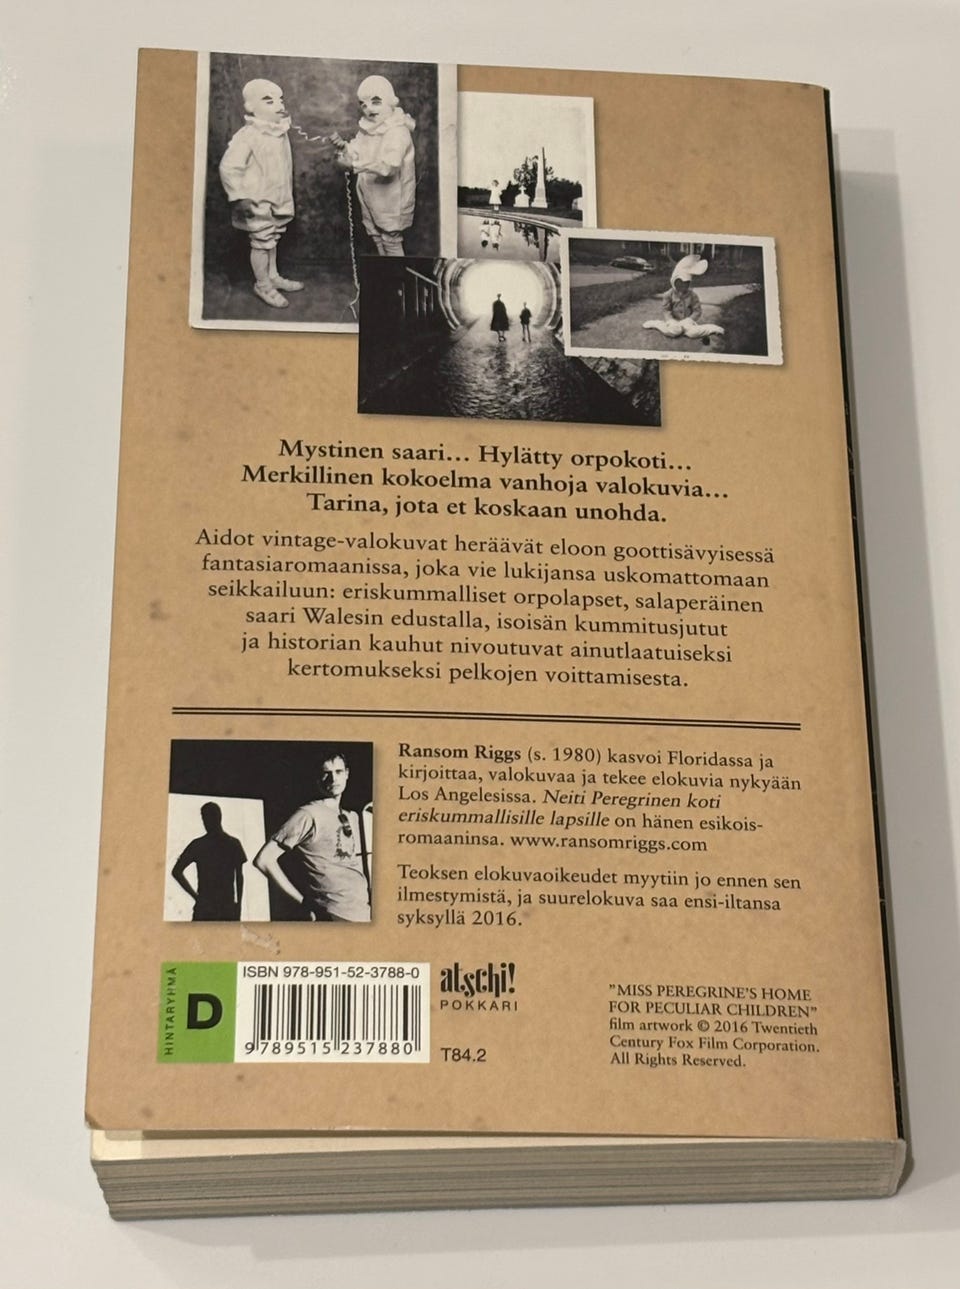 Mystinen saari... Hylätty orpokoti...
Merkillinen kokoelma vanhoja valokuvia...
Tarina, jota et koskaan unohda.
Aidot vintage-valokuvat heräävät eloon goottisävyisessä
fantasiaromaanissa, joka vie lukijansa uskomattomaan
seikkailuun: eriskummalliset orpolapset, salaperäinen
saari Walesin edustalla, isoisän kummitusjutut
ja historian kauhut nivoutuvat ainutlaatuiseksi
kertomukseksi pelkojen voittamisesta.
Ransom Riggs (s. 1980) kasvoi Floridassa ja
kirjoittaa, valokuvaa ja tekee elokuvia nykyään
Los Angelesissa. Neiti Peregrinen koti
eriskummallisille lapsille on hänen esikois-
romaaninsa. www.ransomriggs.com
Teoksen elokuvaoikeudet myytiin jo ennen sen
ilmestymistä, ja suurelokuva saa ensi-iltansa
syksyllä 2016.
HINTARYHMÄ
D
ISBN 978-951-52-3788-0
9 789515 237880
atschi!
POKKARI
T84.2
"MISS PEREGRINE'S HOME
FOR PECULIAR CHILDREN"
film artwork © 2016 Twentieth
Century Fox Film Corporation.
All Rights Reserved.